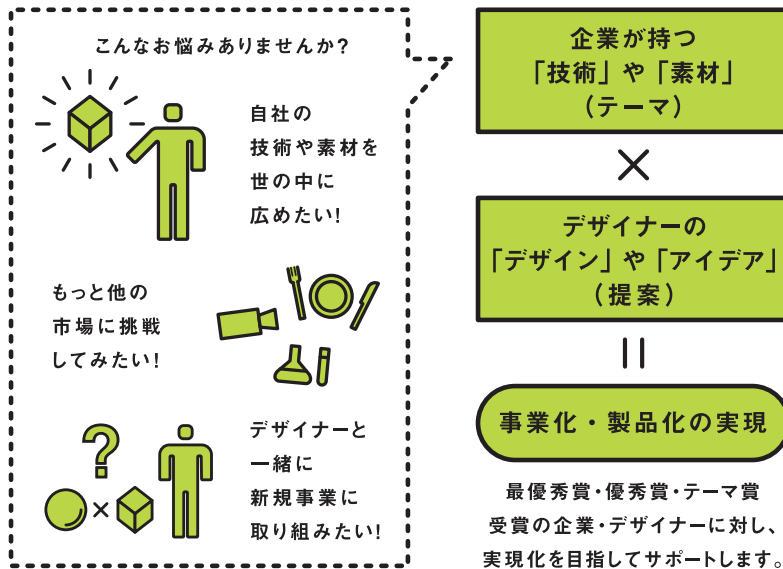 こんなお悩みありませんか?
自社の
技術や素材を
世の中に
広めたい!
もっと他の
市場に挑戦
してみたい!
?
×
デザイナーと
一緒に
新規事業に
取り組みたい!
企業が持つ
「技術」や「素材」
(テーマ)
×
デザイナーの
「デザイン」や「アイデア」
(提案)
||
事業化・製品化の実現
最優秀賞・優秀賞・テーマ賞
受賞の企業・デザイナーに対し、
実現化を目指してサポートします。